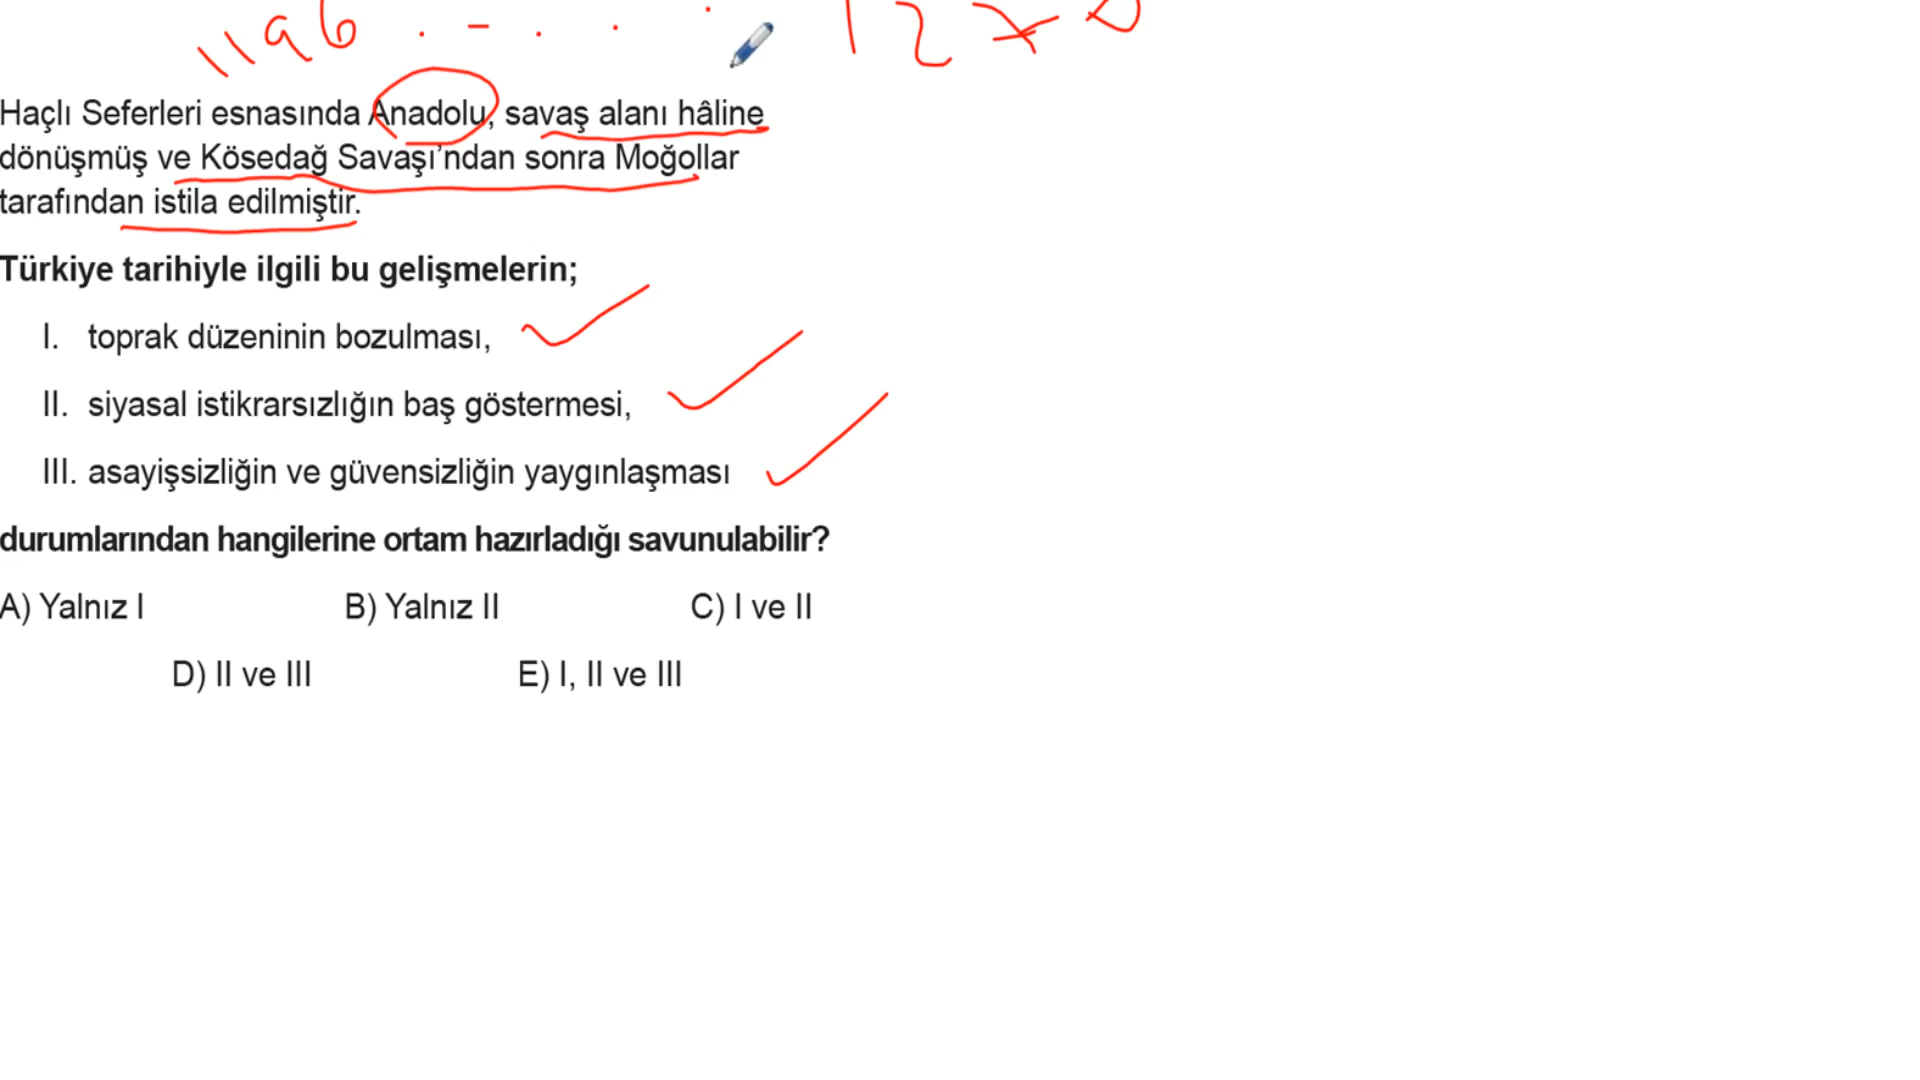 1196 . - . . . 1270
Haçlı Seferleri esnasında Anadolu, savaş alanı hâline
dönüşmüş ve Kösedağ Savaşı’ndan sonra Moğollar
tarafından istila edilmiştir.
Türkiye tarihiyle ilgili bu gelişmelerin;
I. toprak düzeninin bozulması,
II. siyasal istikrarsızlığın baş göstermesi,
III. asayişsizliğin ve güvensizliğin yaygınlaşması
durumlarından hangilerine ortam hazırladığı savunulabilir?
A) Yalnız I B) Yalnız II C) I ve II
D) II ve III E) I, II ve III